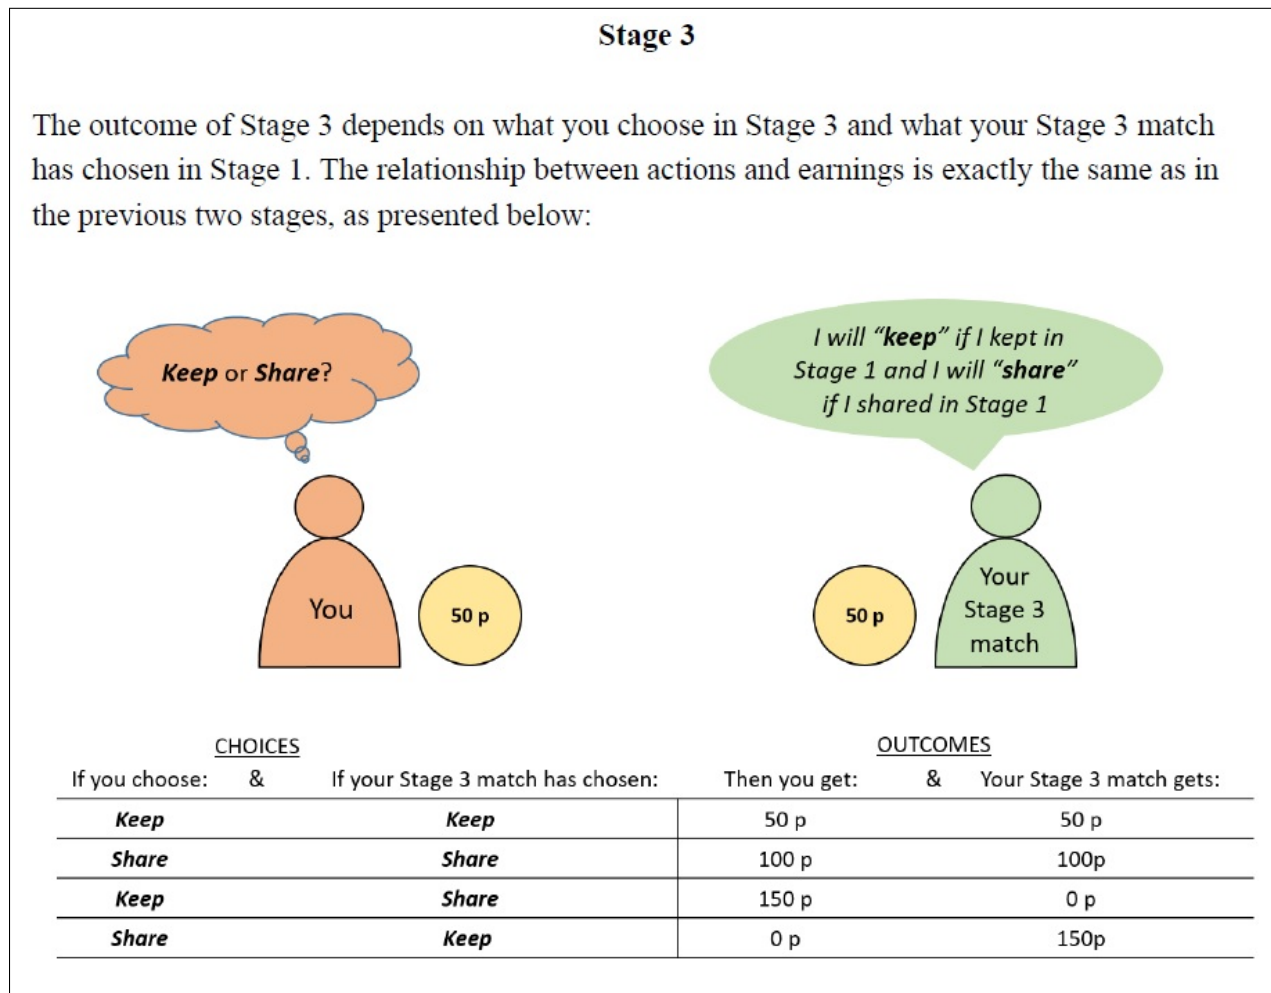 Stage 3
The outcome of Stage 3 depends on what you choose in Stage 3 and what your Stage 3 match
has chosen in Stage 1. The relationship between actions and earnings is exactly the same as in
the previous two stages, as presented below:
Keep or Share?
I will “keep” if I kept in
Stage 1 and I will “share”
if I shared in Stage 1
You
50 p
50 p
Your
Stage 3
match
CHOICES
OUTCOMES
If you choose: & If your Stage 3 match has chosen: Then you get: & Your Stage 3 match gets:
Keep Keep 50 p 50 p
Share Share 100 p 100p
Keep Share 150 p 0 p
Share Keep 0 p 150p